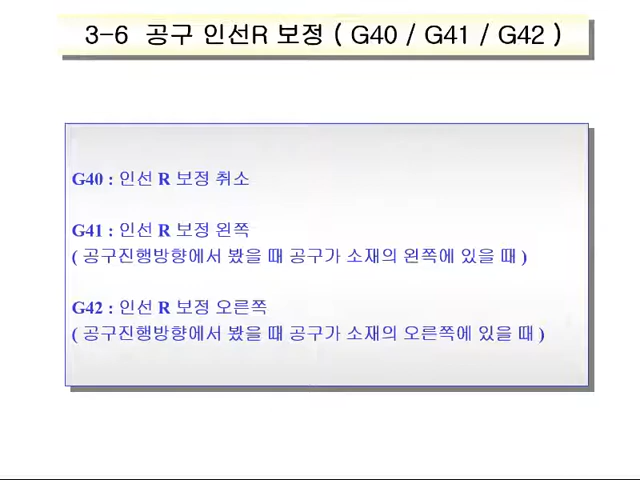 3-6 공구 인선R 보정 ( G40 / G41 / G42 )
G40 : 인선 R 보정 취소
G41 : 인선 R 보정 왼쪽
( 공구진행방향에서 봤을 때 공구가 소재의 왼쪽에 있을 때 )
G42 : 인선 R 보정 오른쪽
( 공구진행방향에서 봤을 때 공구가 소재의 오른쪽에 있을 때 )